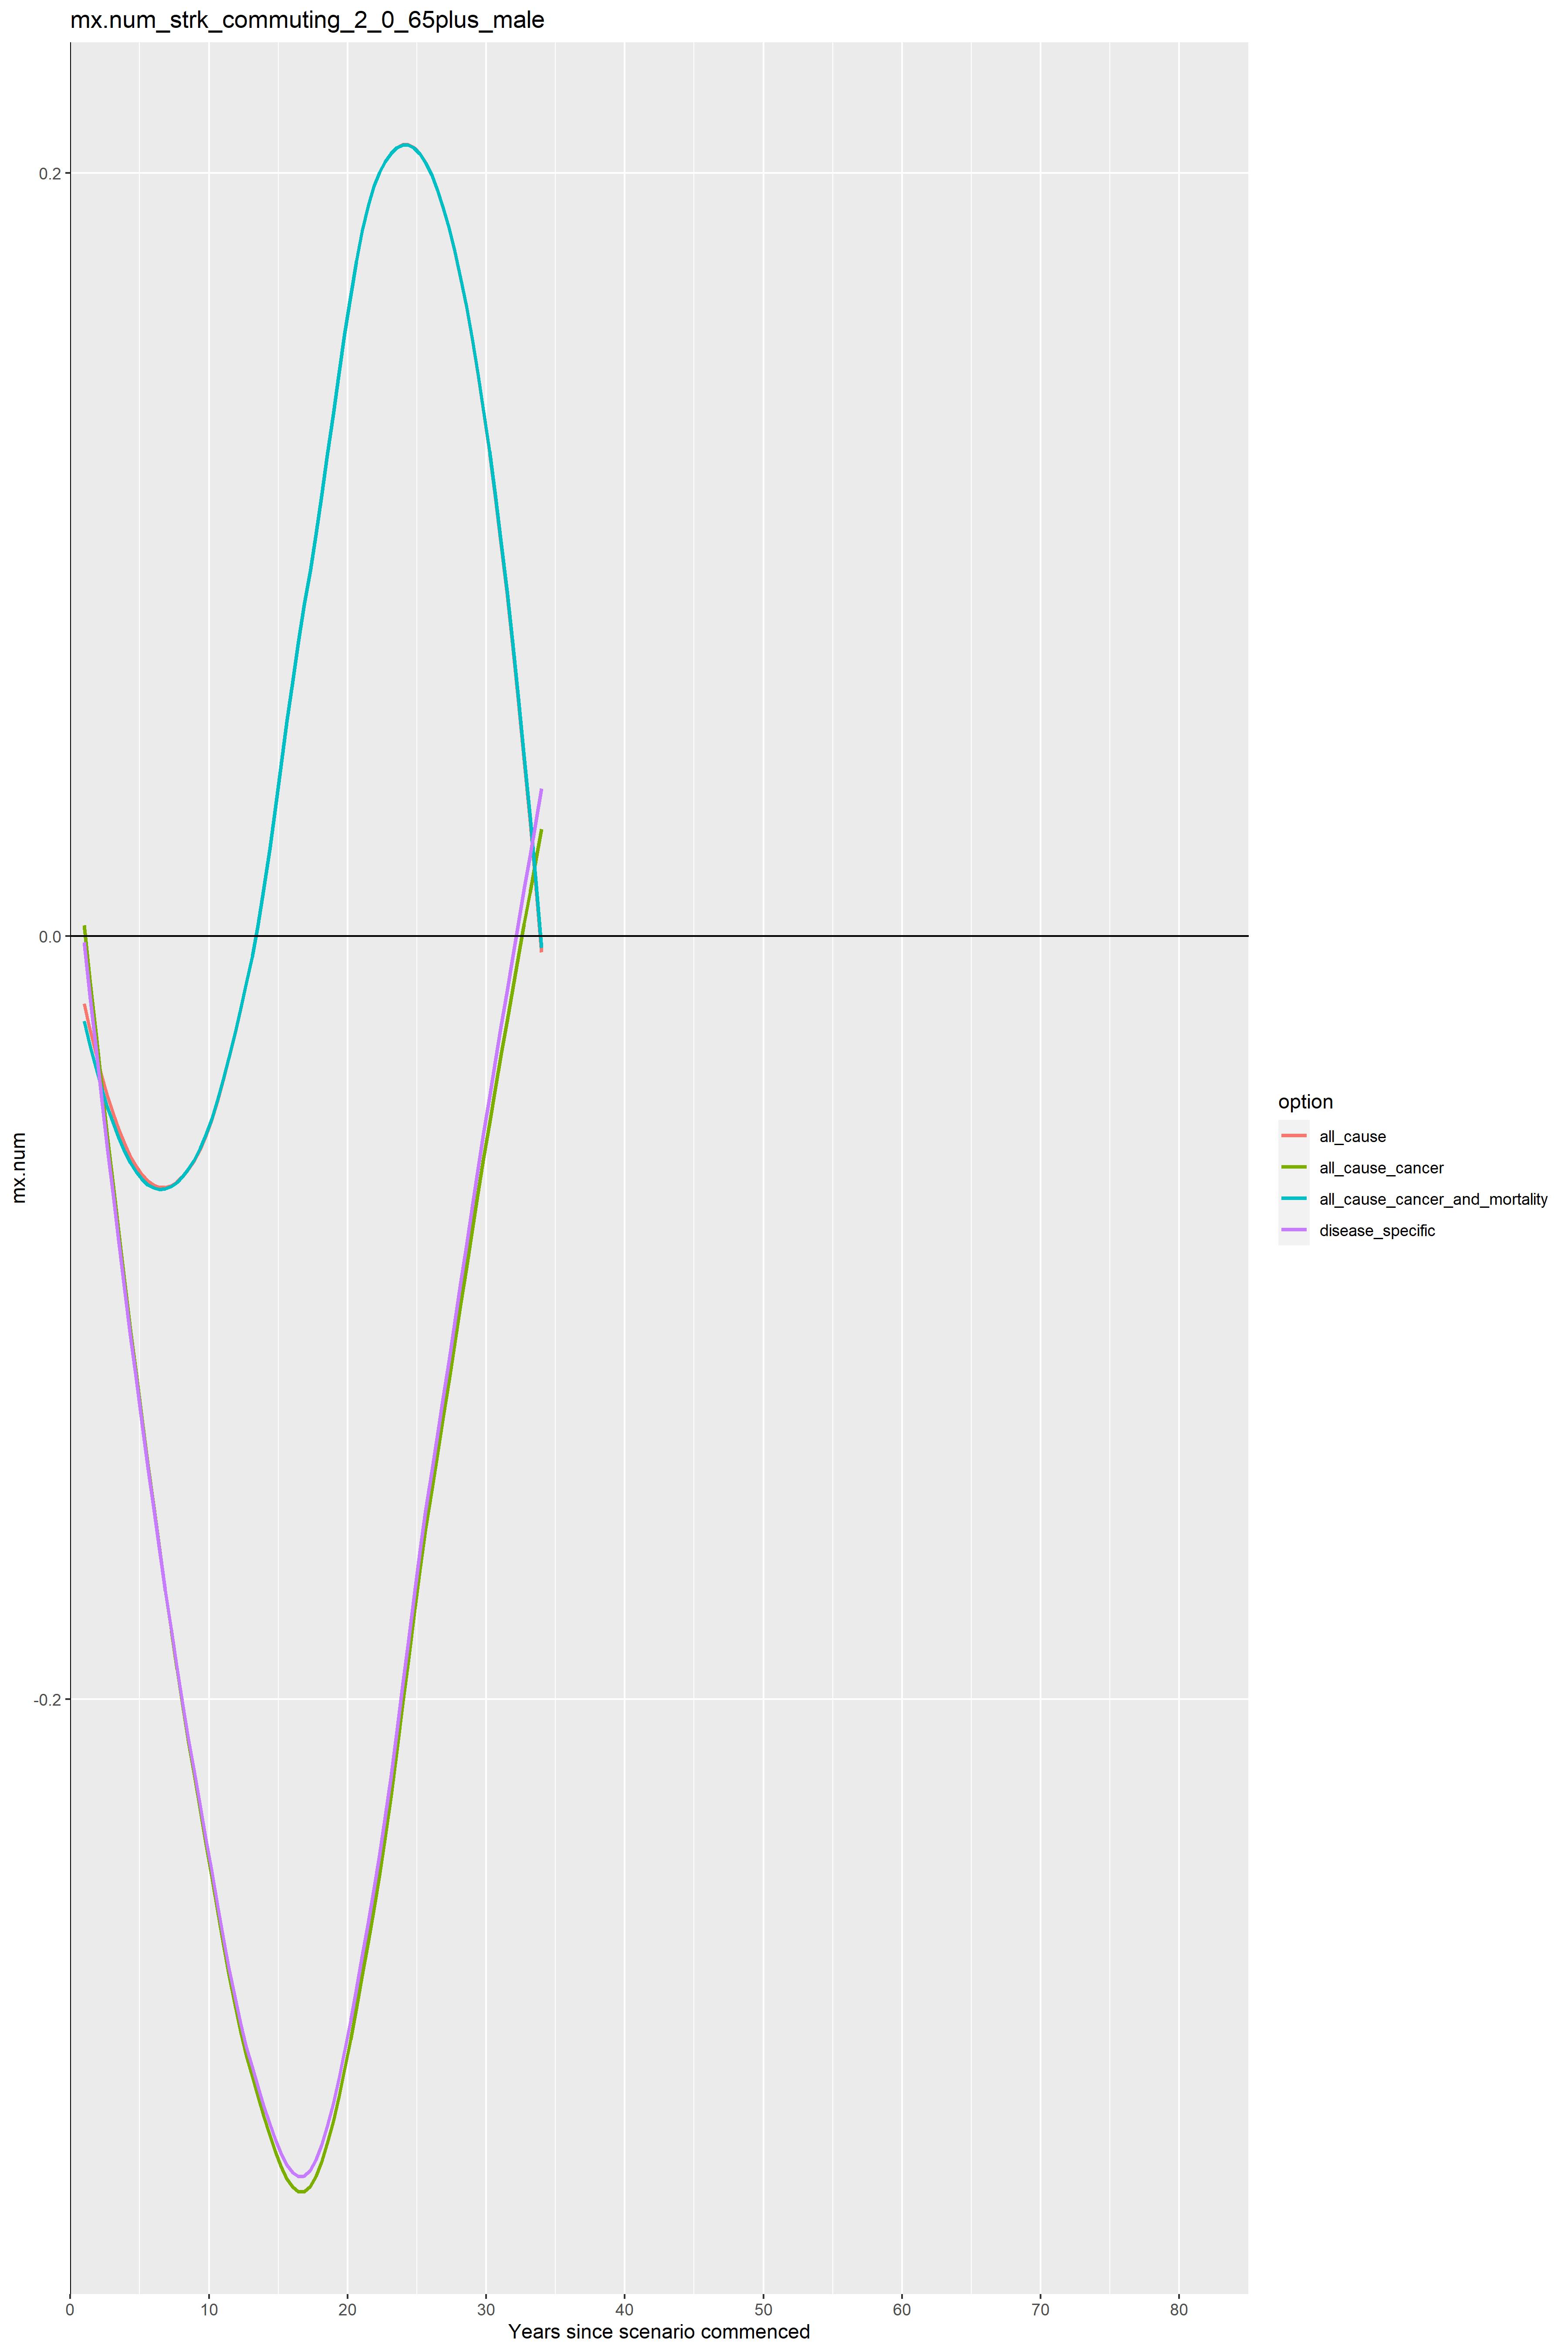 mx.num_strk_commuting_2_0_65plus_male
0.2
0.0
-0.2
mx.num
0 10 20 30 40 50 60 70 80
Years since scenario commenced
option
all_cause
all_cause_cancer
all_cause_cancer_and_mortality
disease_specific